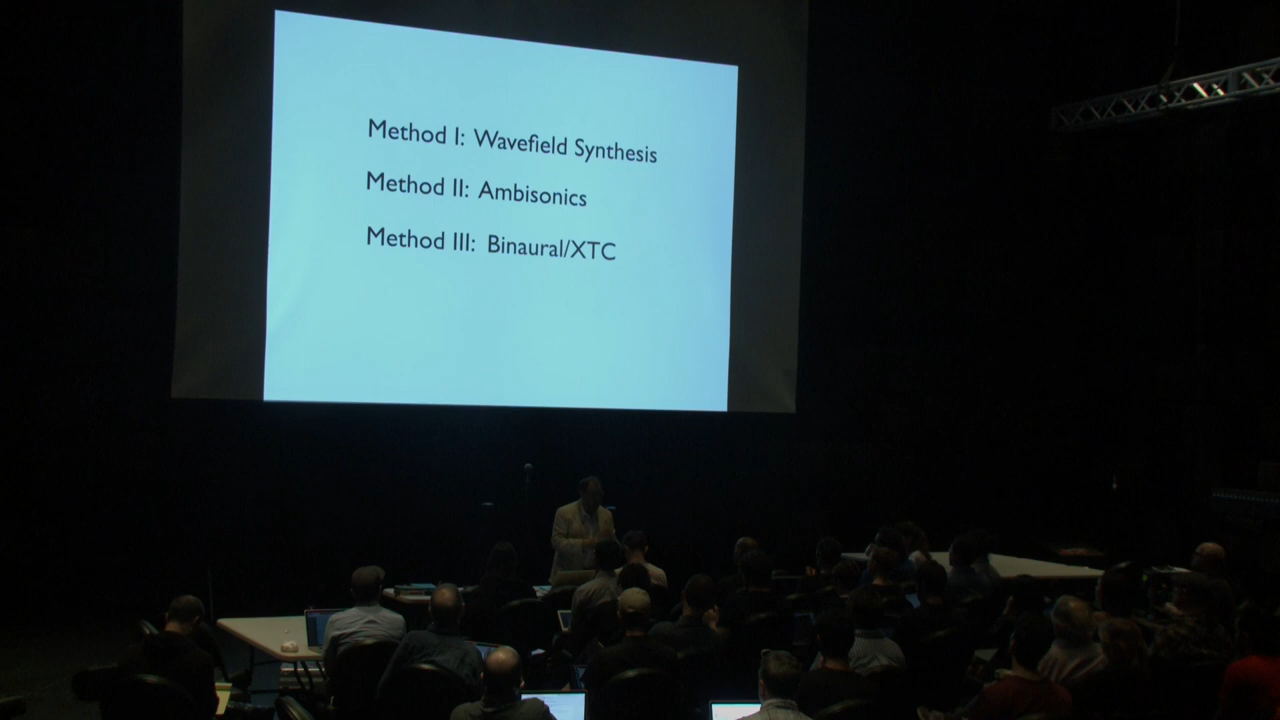 Method I: Wavefield Synthesis
Method II: Ambisonics
Method III: Binaural/XTC